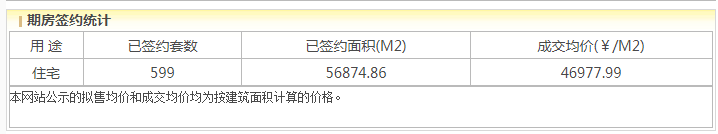 期房签约统计
用 途 已签约套数 已签约面积(M2) 成交均价(￥/M2)
住宅 599 56874.86 46977.99
本网站公示的拟售均价和成交均价均为按建筑面积计算的价格。